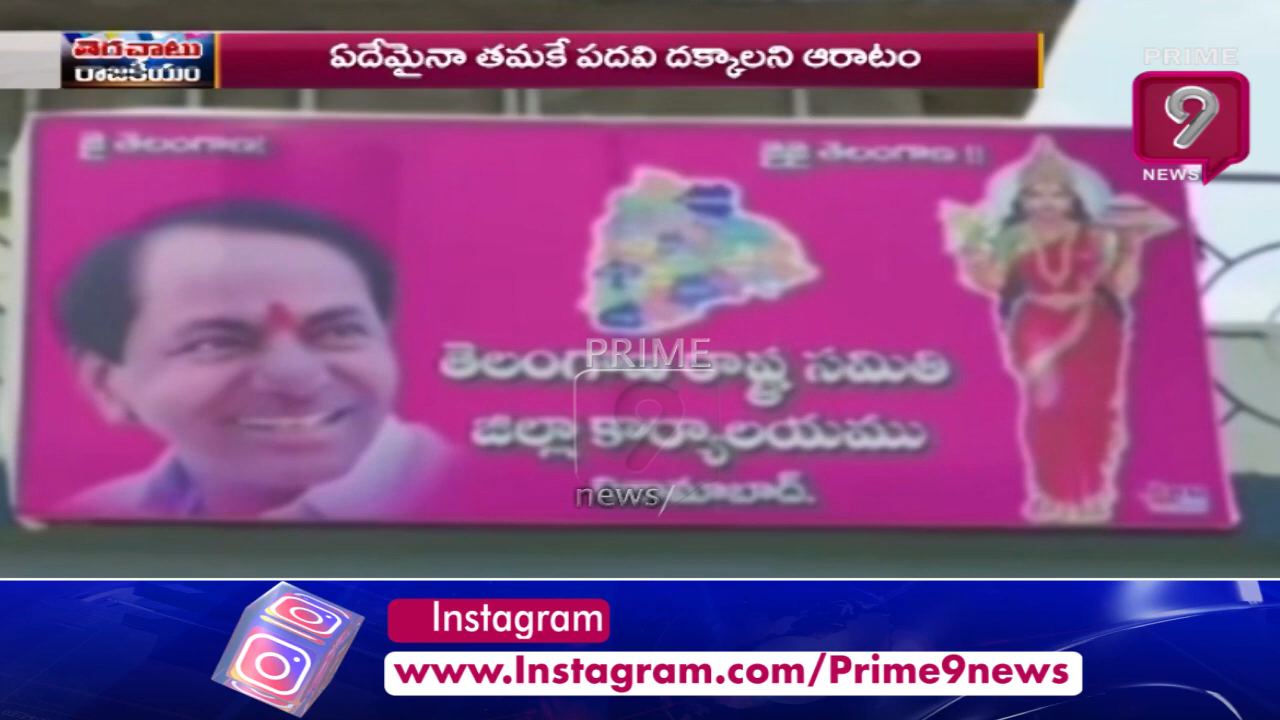 తెరచాటు
రాజకీయం
ఏదేమైనా తమకే పదవి దక్కాలని ఆరాటం
PRIME
9
NEWS
జై తెలంగాణ!
జైజై తెలంగాణ !!
తెలంగాణ రాష్ట్ర సమితి
PRIME
9
జిల్లా కార్యాలయము
news
Instagram
www.Instagram.com/Prime9news